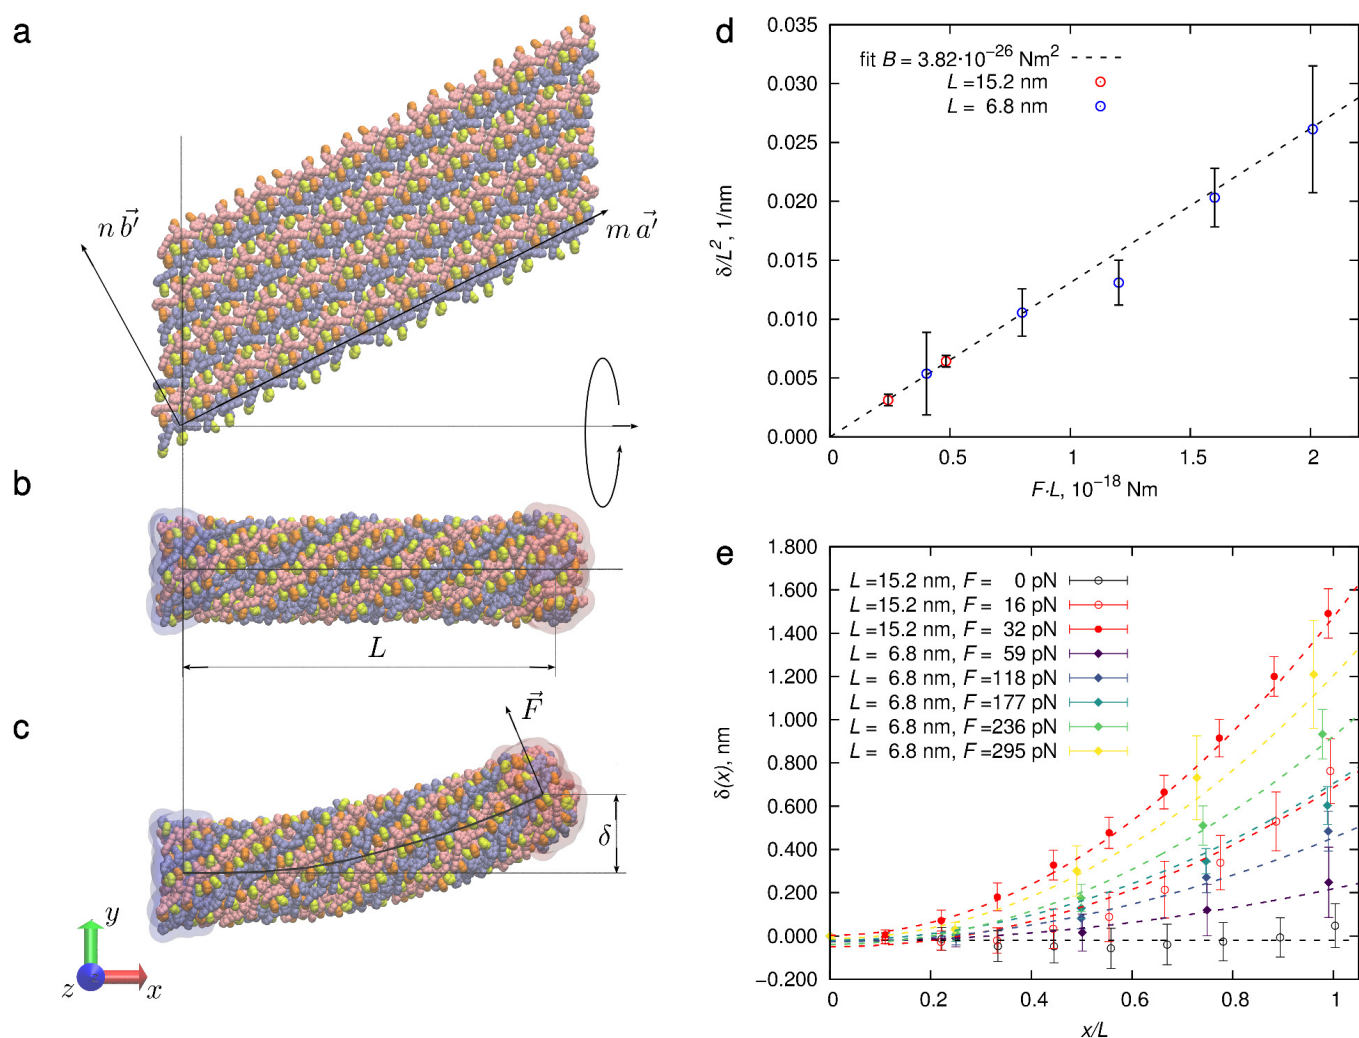 a
n b⃗′
m a⃗′
b
L
c
F⃗
δ
y
z
x
d
0.035
0.030
0.025
0.020
0.015
0.010
0.005
0.000
δ/L², 1/nm
fit B = 3.82·10⁻²⁶ Nm²
L = 15.2 nm
L = 6.8 nm
0 0.5 1 1.5 2
F·L, 10⁻¹⁸ Nm
e
1.800
1.600
1.400
1.200
1.000
0.800
0.600
0.400
0.200
0.000
−0.200
δ(x), nm
L = 15.2 nm, F = 0 pN
L = 15.2 nm, F = 16 pN
L = 15.2 nm, F = 32 pN
L = 6.8 nm, F = 59 pN
L = 6.8 nm, F = 118 pN
L = 6.8 nm, F = 177 pN
L = 6.8 nm, F = 236 pN
L = 6.8 nm, F = 295 pN
0 0.2 0.4 0.6 0.8 1
x/L